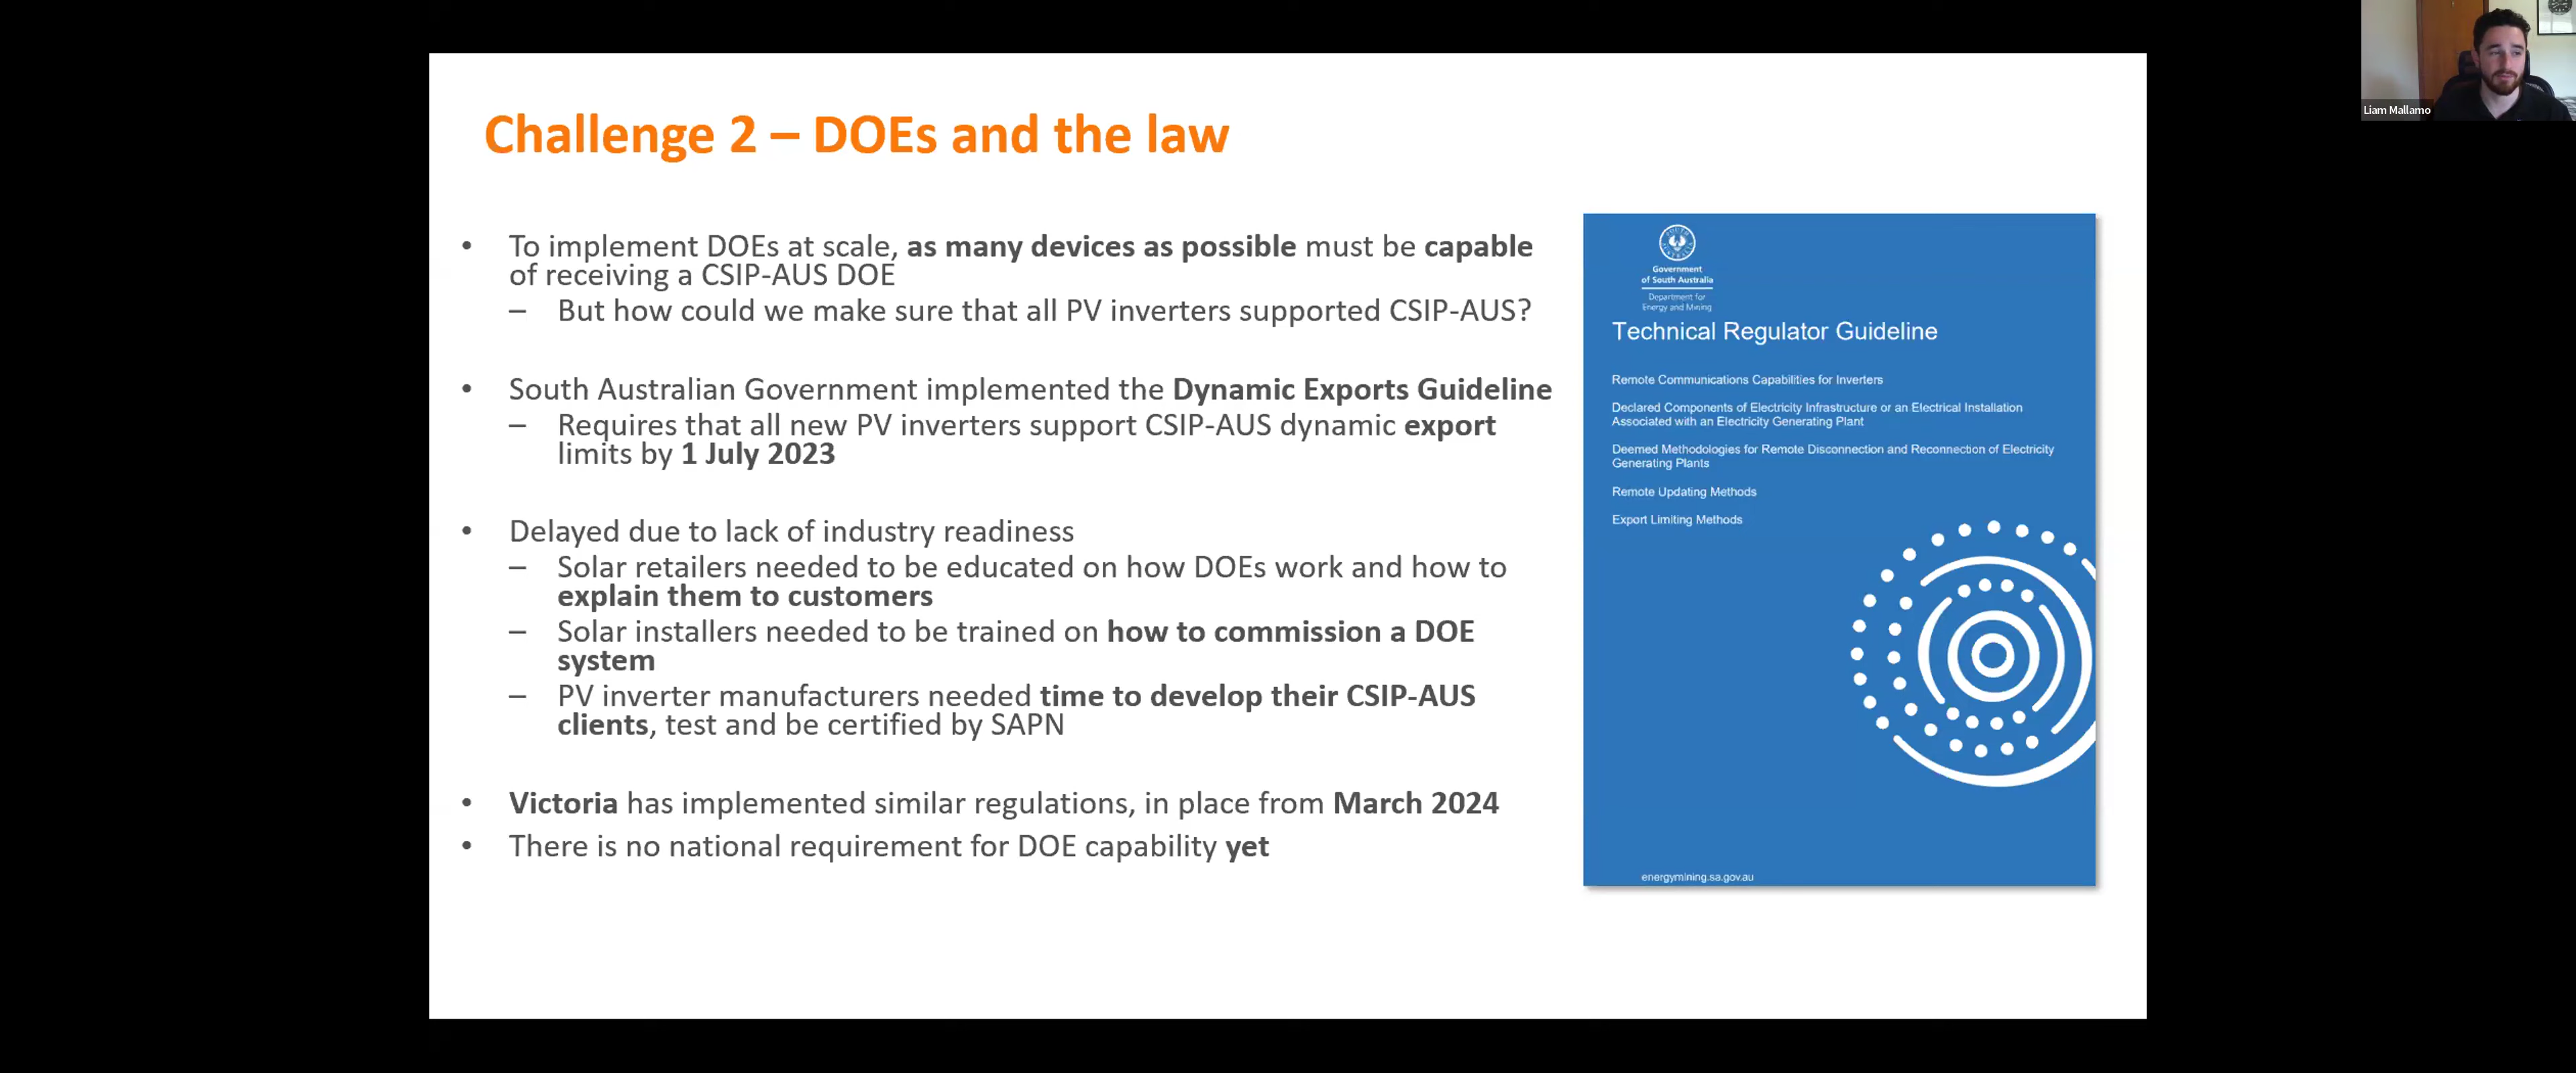 Challenge 2 – DOEs and the law
• To implement DOEs at scale, as many devices as possible must be capable
of receiving a CSIP-AUS DOE
– But how could we make sure that all PV inverters supported CSIP-AUS?
• South Australian Government implemented the Dynamic Exports Guideline
– Requires that all new PV inverters support CSIP-AUS dynamic export
limits by 1 July 2023
• Delayed due to lack of industry readiness
– Solar retailers needed to be educated on how DOEs work and how to
explain them to customers
– Solar installers needed to be trained on how to commission a DOE
system
– PV inverter manufacturers needed time to develop their CSIP-AUS
clients, test and be certified by SAPN
• Victoria has implemented similar regulations, in place from March 2024
• There is no national requirement for DOE capability yet
Government
of South Australia
Department for
Energy and Mining
Technical Regulator Guideline
Remote Communications Capabilities for Inverters
Declared Components of Electricity Infrastructure or an Electrical Installation
Associated with an Electricity Generating Plant
Deemed Methodologies for Remote Disconnection and Reconnection of Electricity
Generating Plants
Remote Updating Methods
Export Limiting Methods
energymining.sa.gov.au
Liam Mallamo